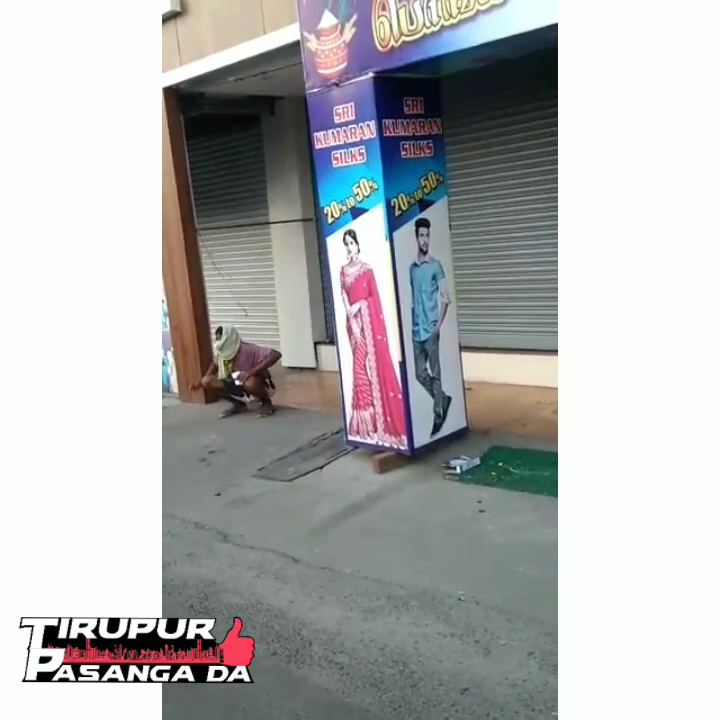 SRI
KUMARAN
SILKS
20% to 50%
SRI
KUMARAN
SILKS
20% to 50%
TIRUPUR
PASANGA DA